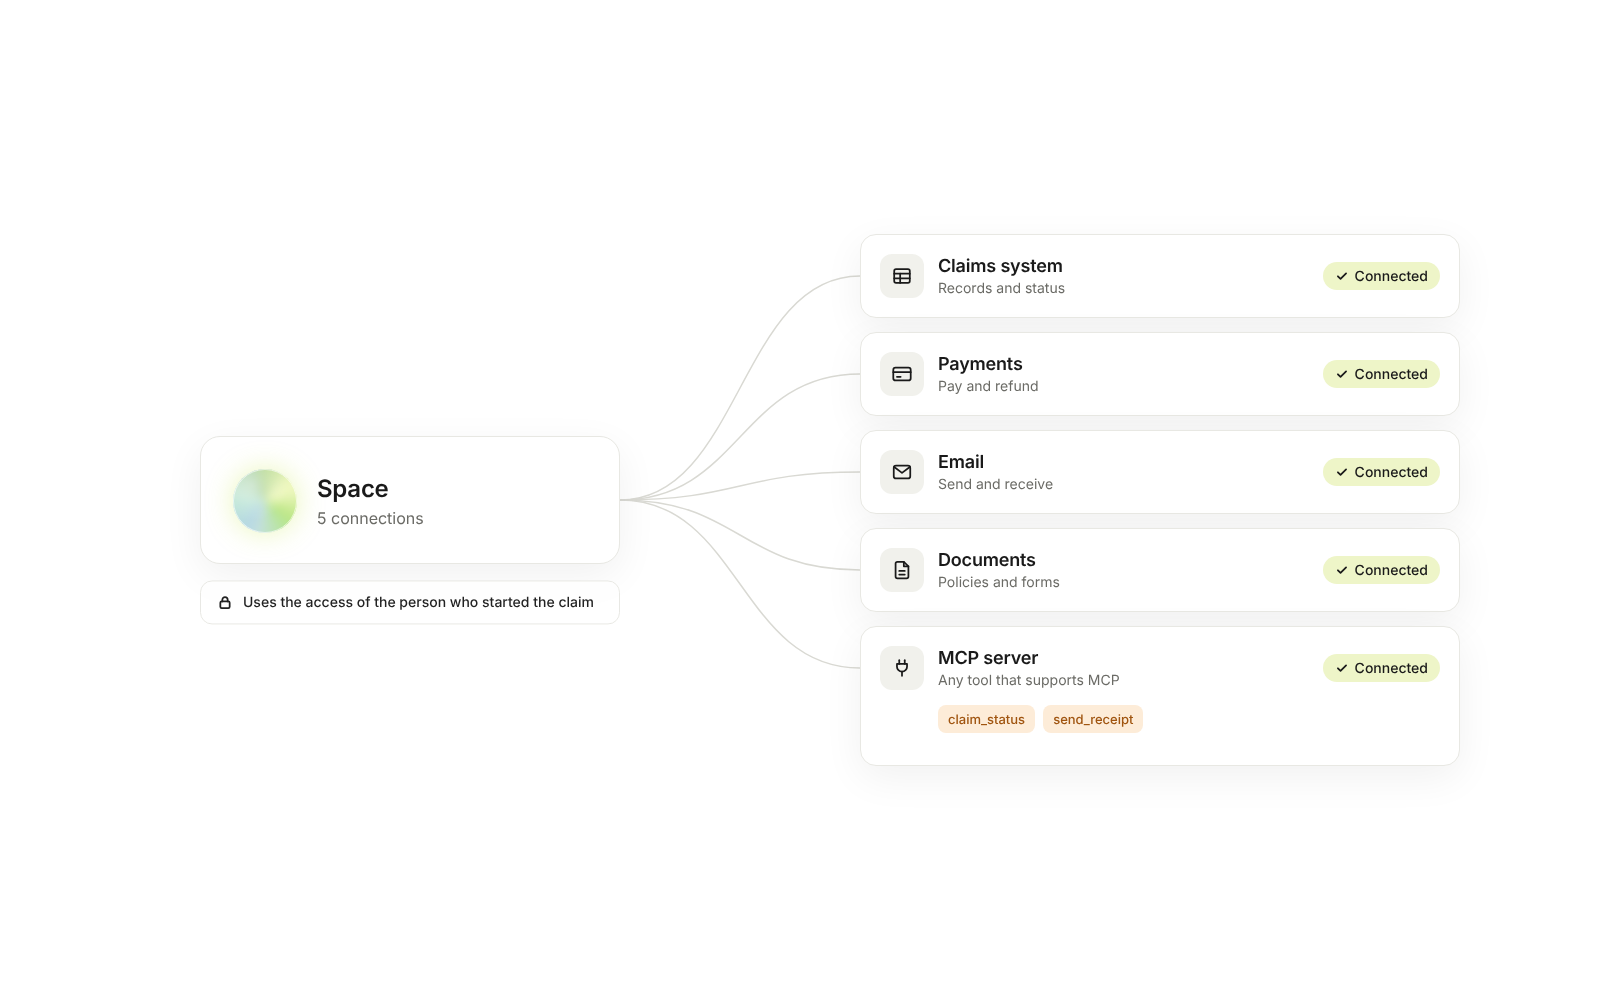 Space
5 connections
Uses the access of the person who started the claim
Claims system
Records and status
Connected
Payments
Pay and refund
Connected
Email
Send and receive
Connected
Documents
Policies and forms
Connected
MCP server
Any tool that supports MCP
Connected
claim_status send_receipt